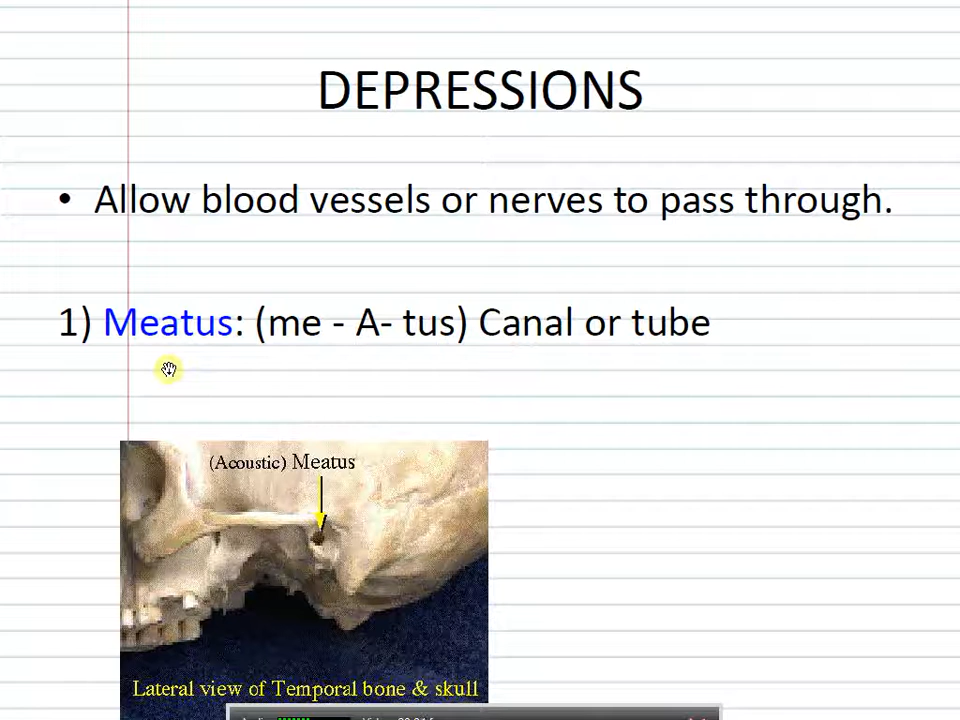 DEPRESSIONS
• Allow blood vessels or nerves to pass through.
1) Meatus: (me - A- tus) Canal or tube
(Acoustic) Meatus
Lateral view of Temporal bone & skull